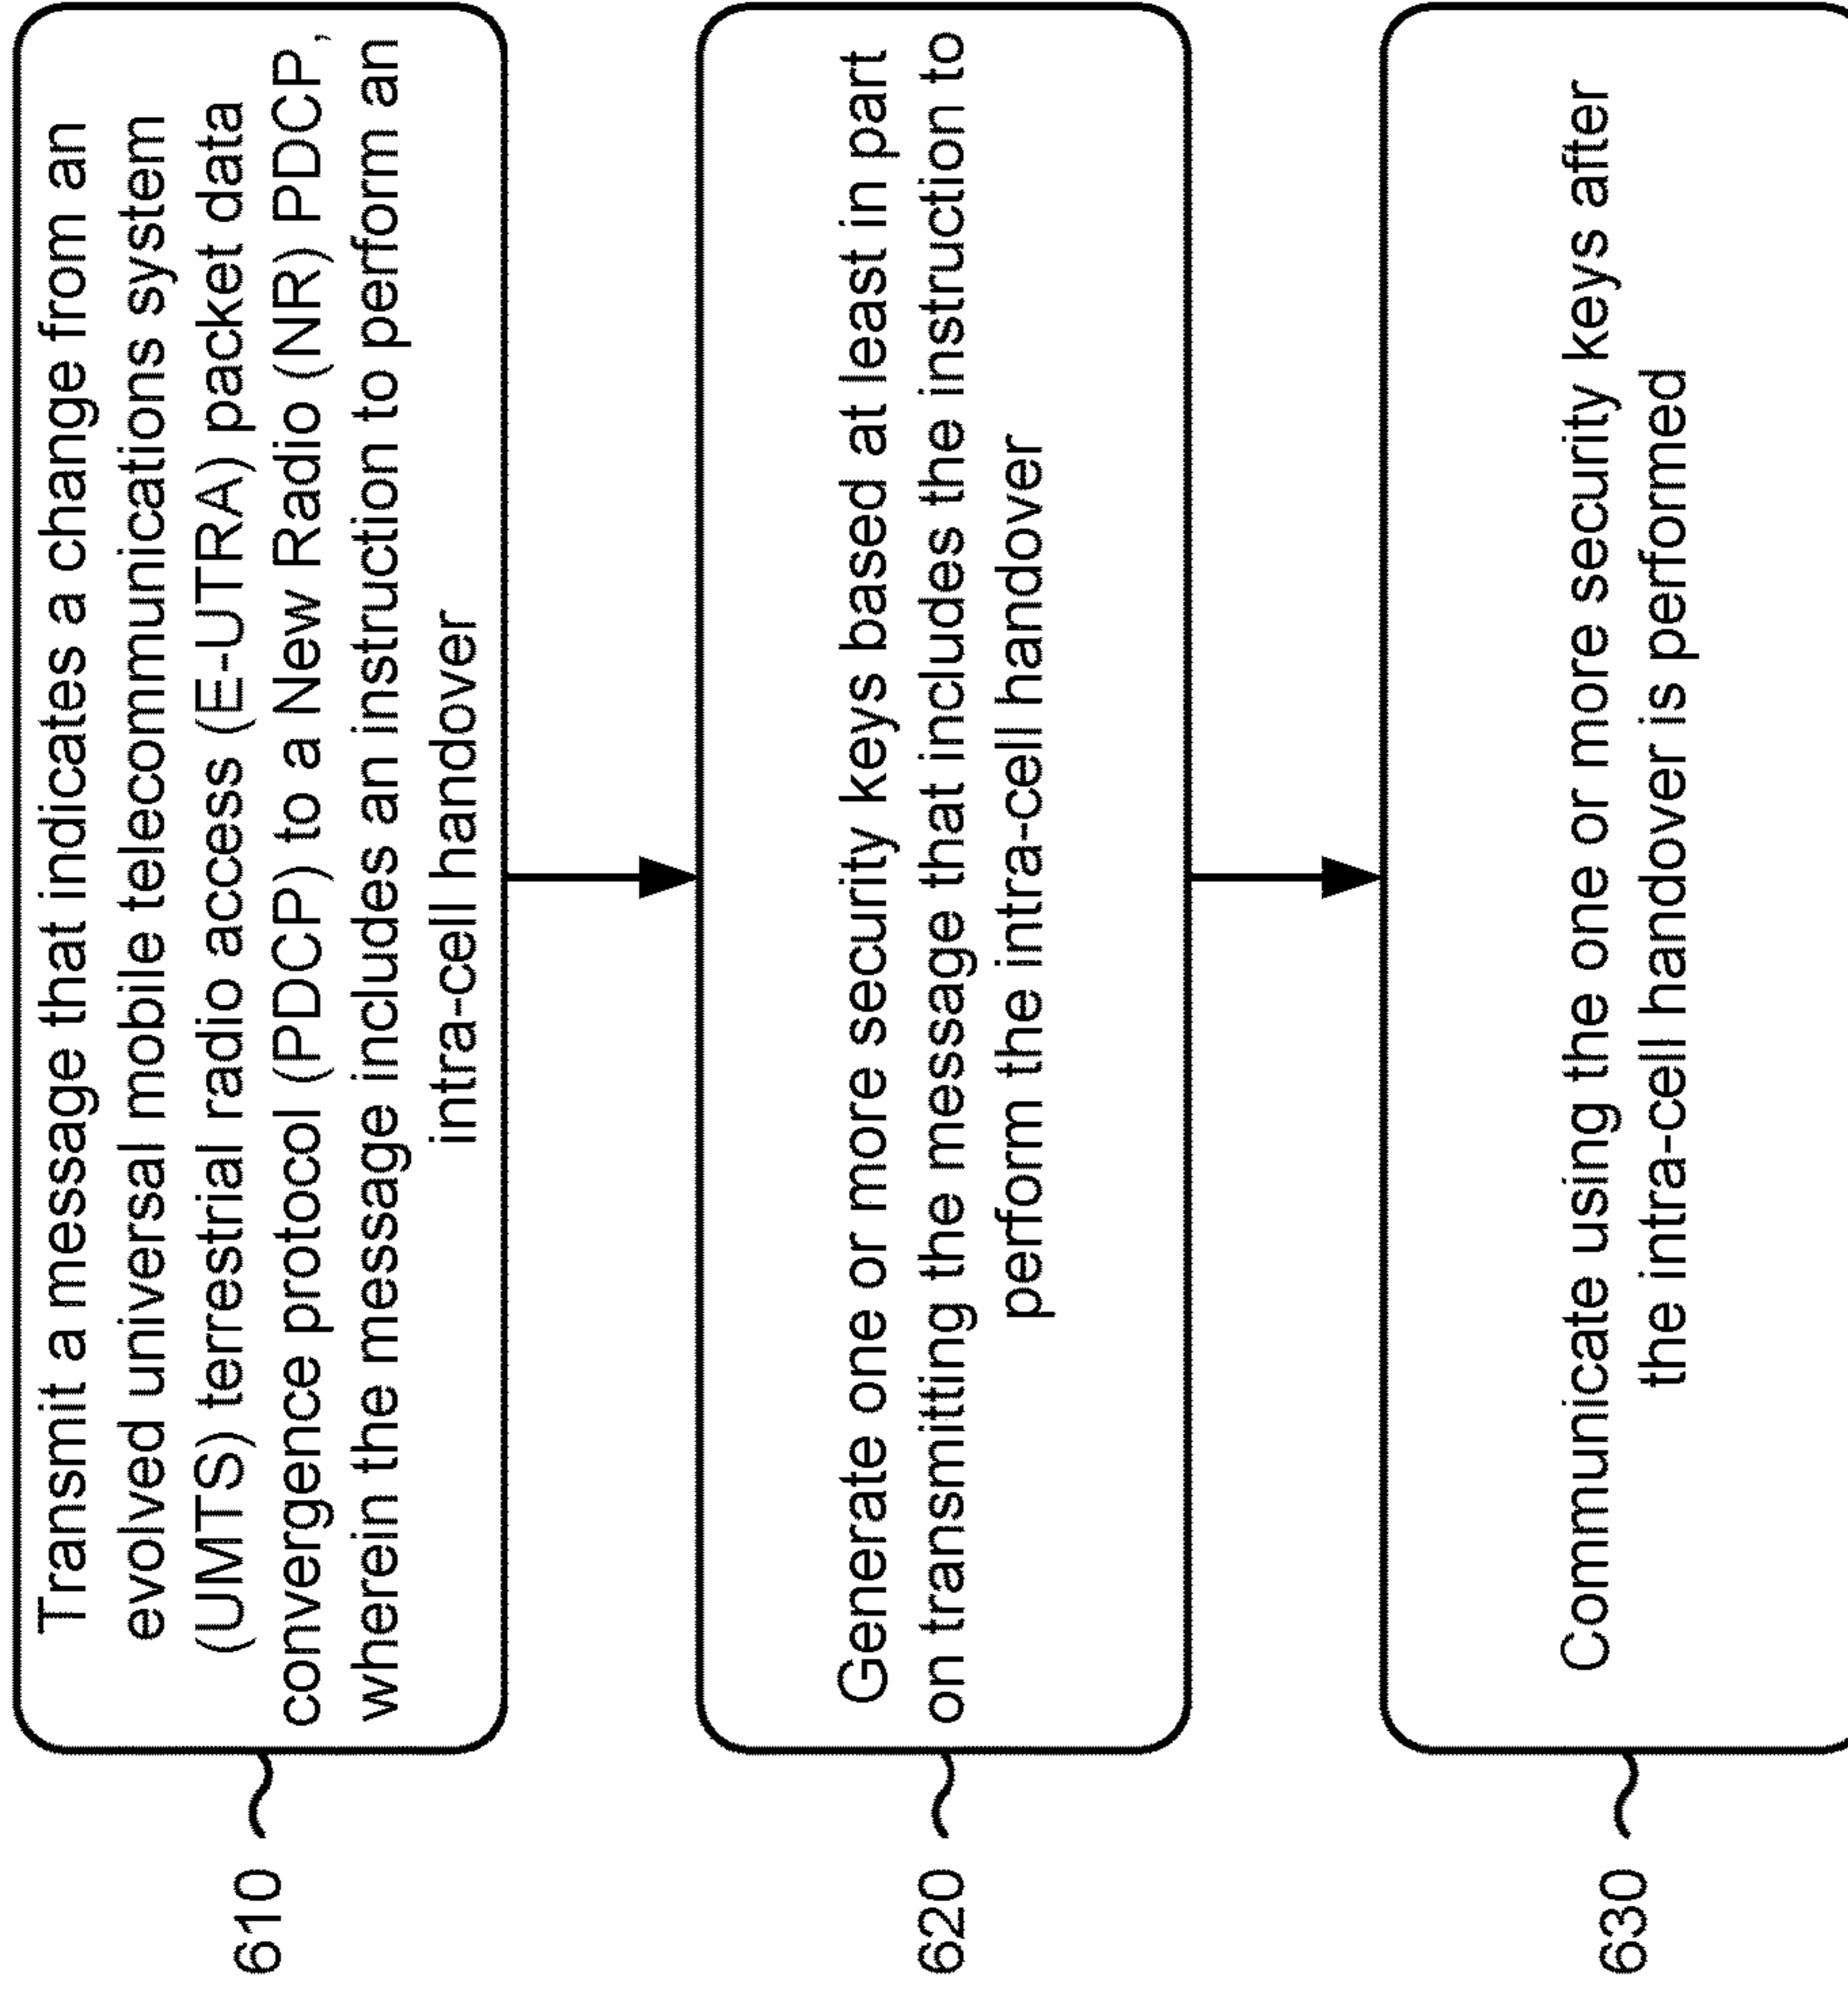 610
Transmit a message that indicates a change from an
evolved universal mobile telecommunications system
(UMTS) terrestrial radio access (E-UTRA) packet data
convergence protocol (PDCP) to a New Radio (NR) PDCP,
wherein the message includes an instruction to perform an
intra-cell handover
620
Generate one or more security keys based at least in part
on transmitting the message that includes the instruction to
perform the intra-cell handover
630
Communicate using the one or more security keys after
the intra-cell handover is performed